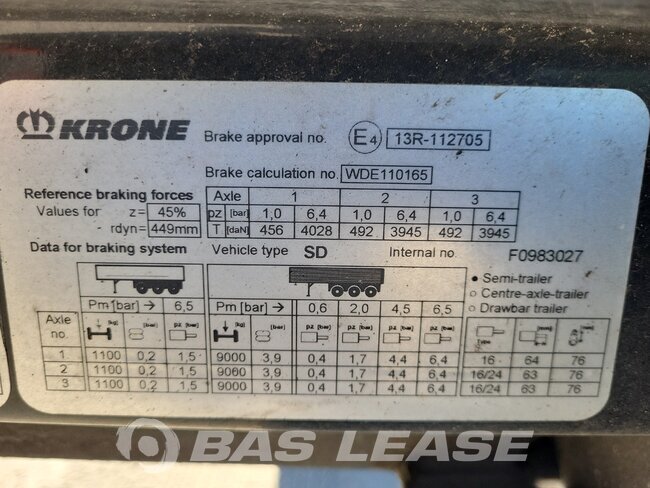 KRONE Brake approval no. E4 13R-112705
Brake calculation no. WDE110165
Reference braking forces Axle 1 2 3
Values for z= 45% pz [bar] 1,0 6,4 1,0 6,4 1,0 6,4
rdyn= 449mm T [daN] 456 4028 492 3945 492 3945
Data for braking system Vehicle type SD Internal no. F0983027
Semi-trailer
Centre-axle-trailer
Drawbar trailer
Pm [bar] → 6,5 Pm [bar] → 0,6 2,0 4,5 6,5
Axle no. [kg] [bar] pz [bar] [kg] [bar] pz [bar] pz [bar] pz [bar] pz [bar] Type [mm]
1 1100 0,2 1,5 9000 3,9 0,4 1,7 4,4 6,4 16 64 76
2 1100 0,2 1,5 9000 3,9 0,4 1,7 4,4 6,4 16/24 63 76
3 1100 0,2 1,5 9000 3,9 0,4 1,7 4,4 6,4 16/24 63 76
BAS LEASE